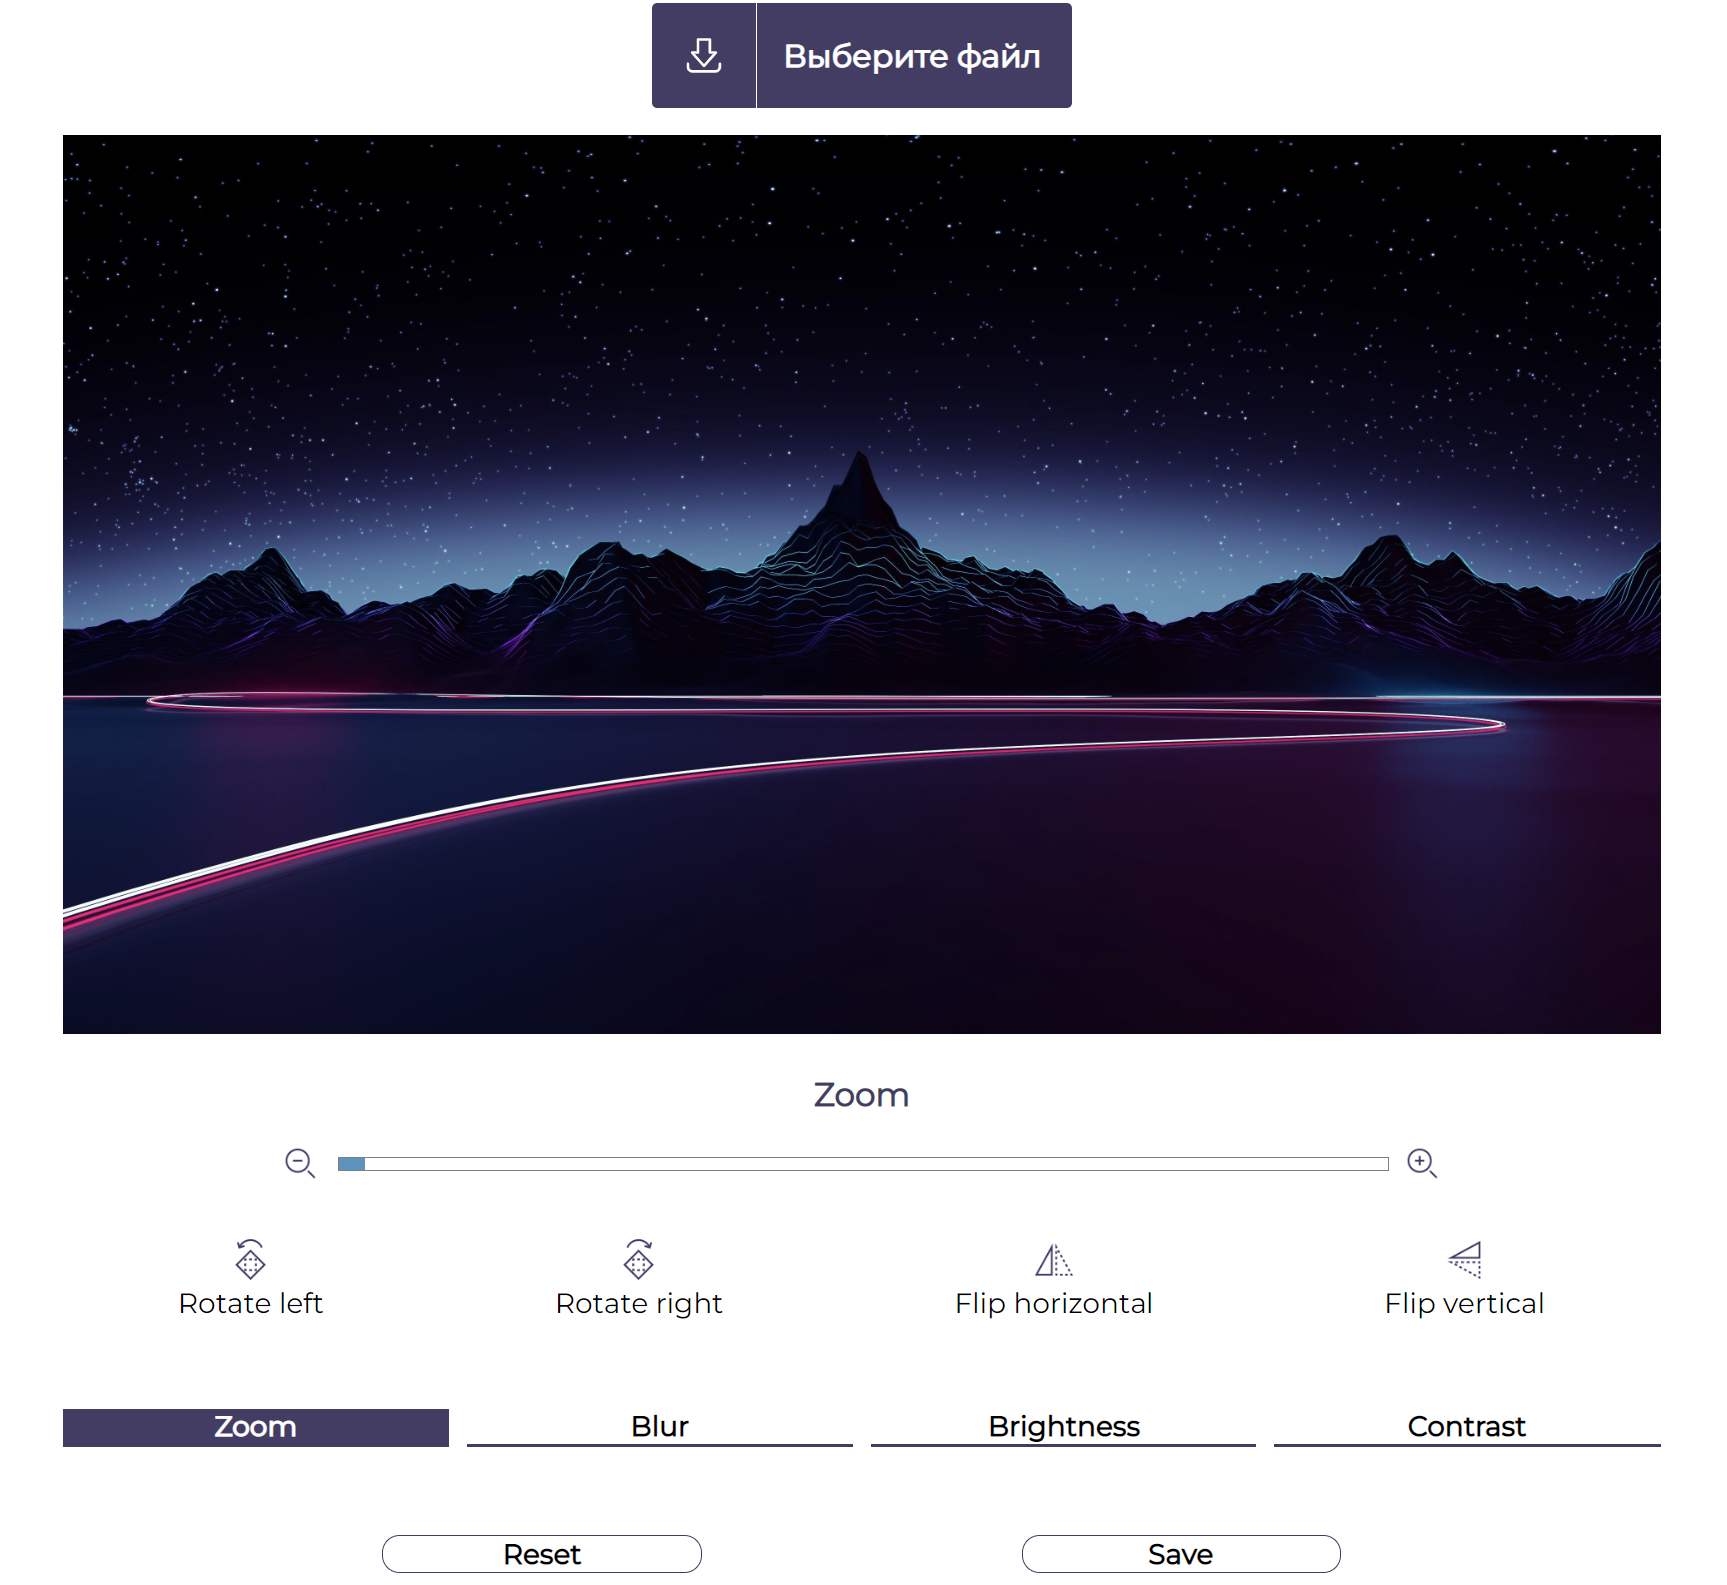 Выберите файл
Zoom
Rotate left
Rotate right
Flip horizontal
Flip vertical
Zoom
Blur
Brightness
Contrast
Reset
Save